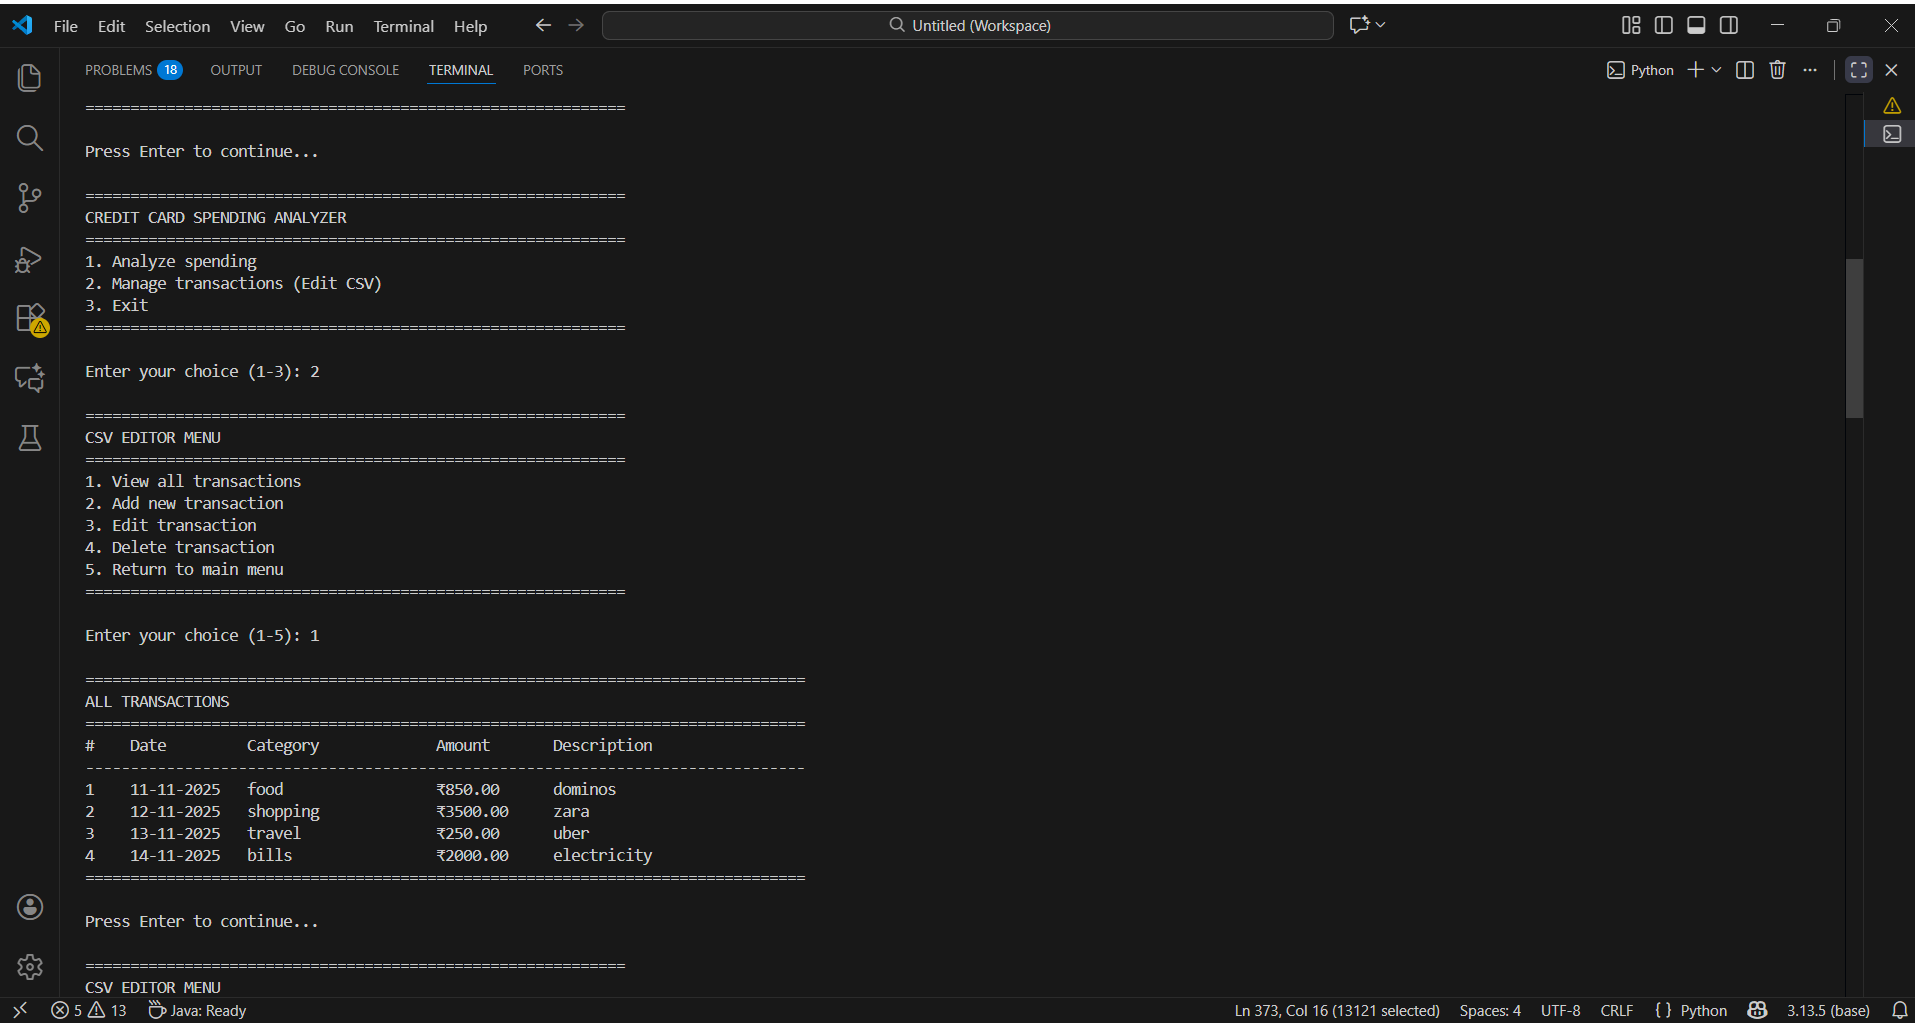 File Edit Selection View Go Run Terminal Help Untitled (Workspace)
PROBLEMS 18 OUTPUT DEBUG CONSOLE TERMINAL PORTS Python
============================================================
Press Enter to continue...
============================================================
CREDIT CARD SPENDING ANALYZER
============================================================
1. Analyze spending
2. Manage transactions (Edit CSV)
3. Exit
============================================================
Enter your choice (1-3): 2
============================================================
CSV EDITOR MENU
============================================================
1. View all transactions
2. Add new transaction
3. Edit transaction
4. Delete transaction
5. Return to main menu
============================================================
Enter your choice (1-5): 1
================================================================================
ALL TRANSACTIONS
================================================================================
# Date Category Amount Description
--------------------------------------------------------------------------------
1 11-11-2025 food ₹850.00 dominos
2 12-11-2025 shopping ₹3500.00 zara
3 13-11-2025 travel ₹250.00 uber
4 14-11-2025 bills ₹2000.00 electricity
================================================================================
Press Enter to continue...
============================================================
CSV EDITOR MENU
5 13 Java: Ready Ln 373, Col 16 (13121 selected) Spaces: 4 UTF-8 CRLF { } Python 3.13.5 (base)